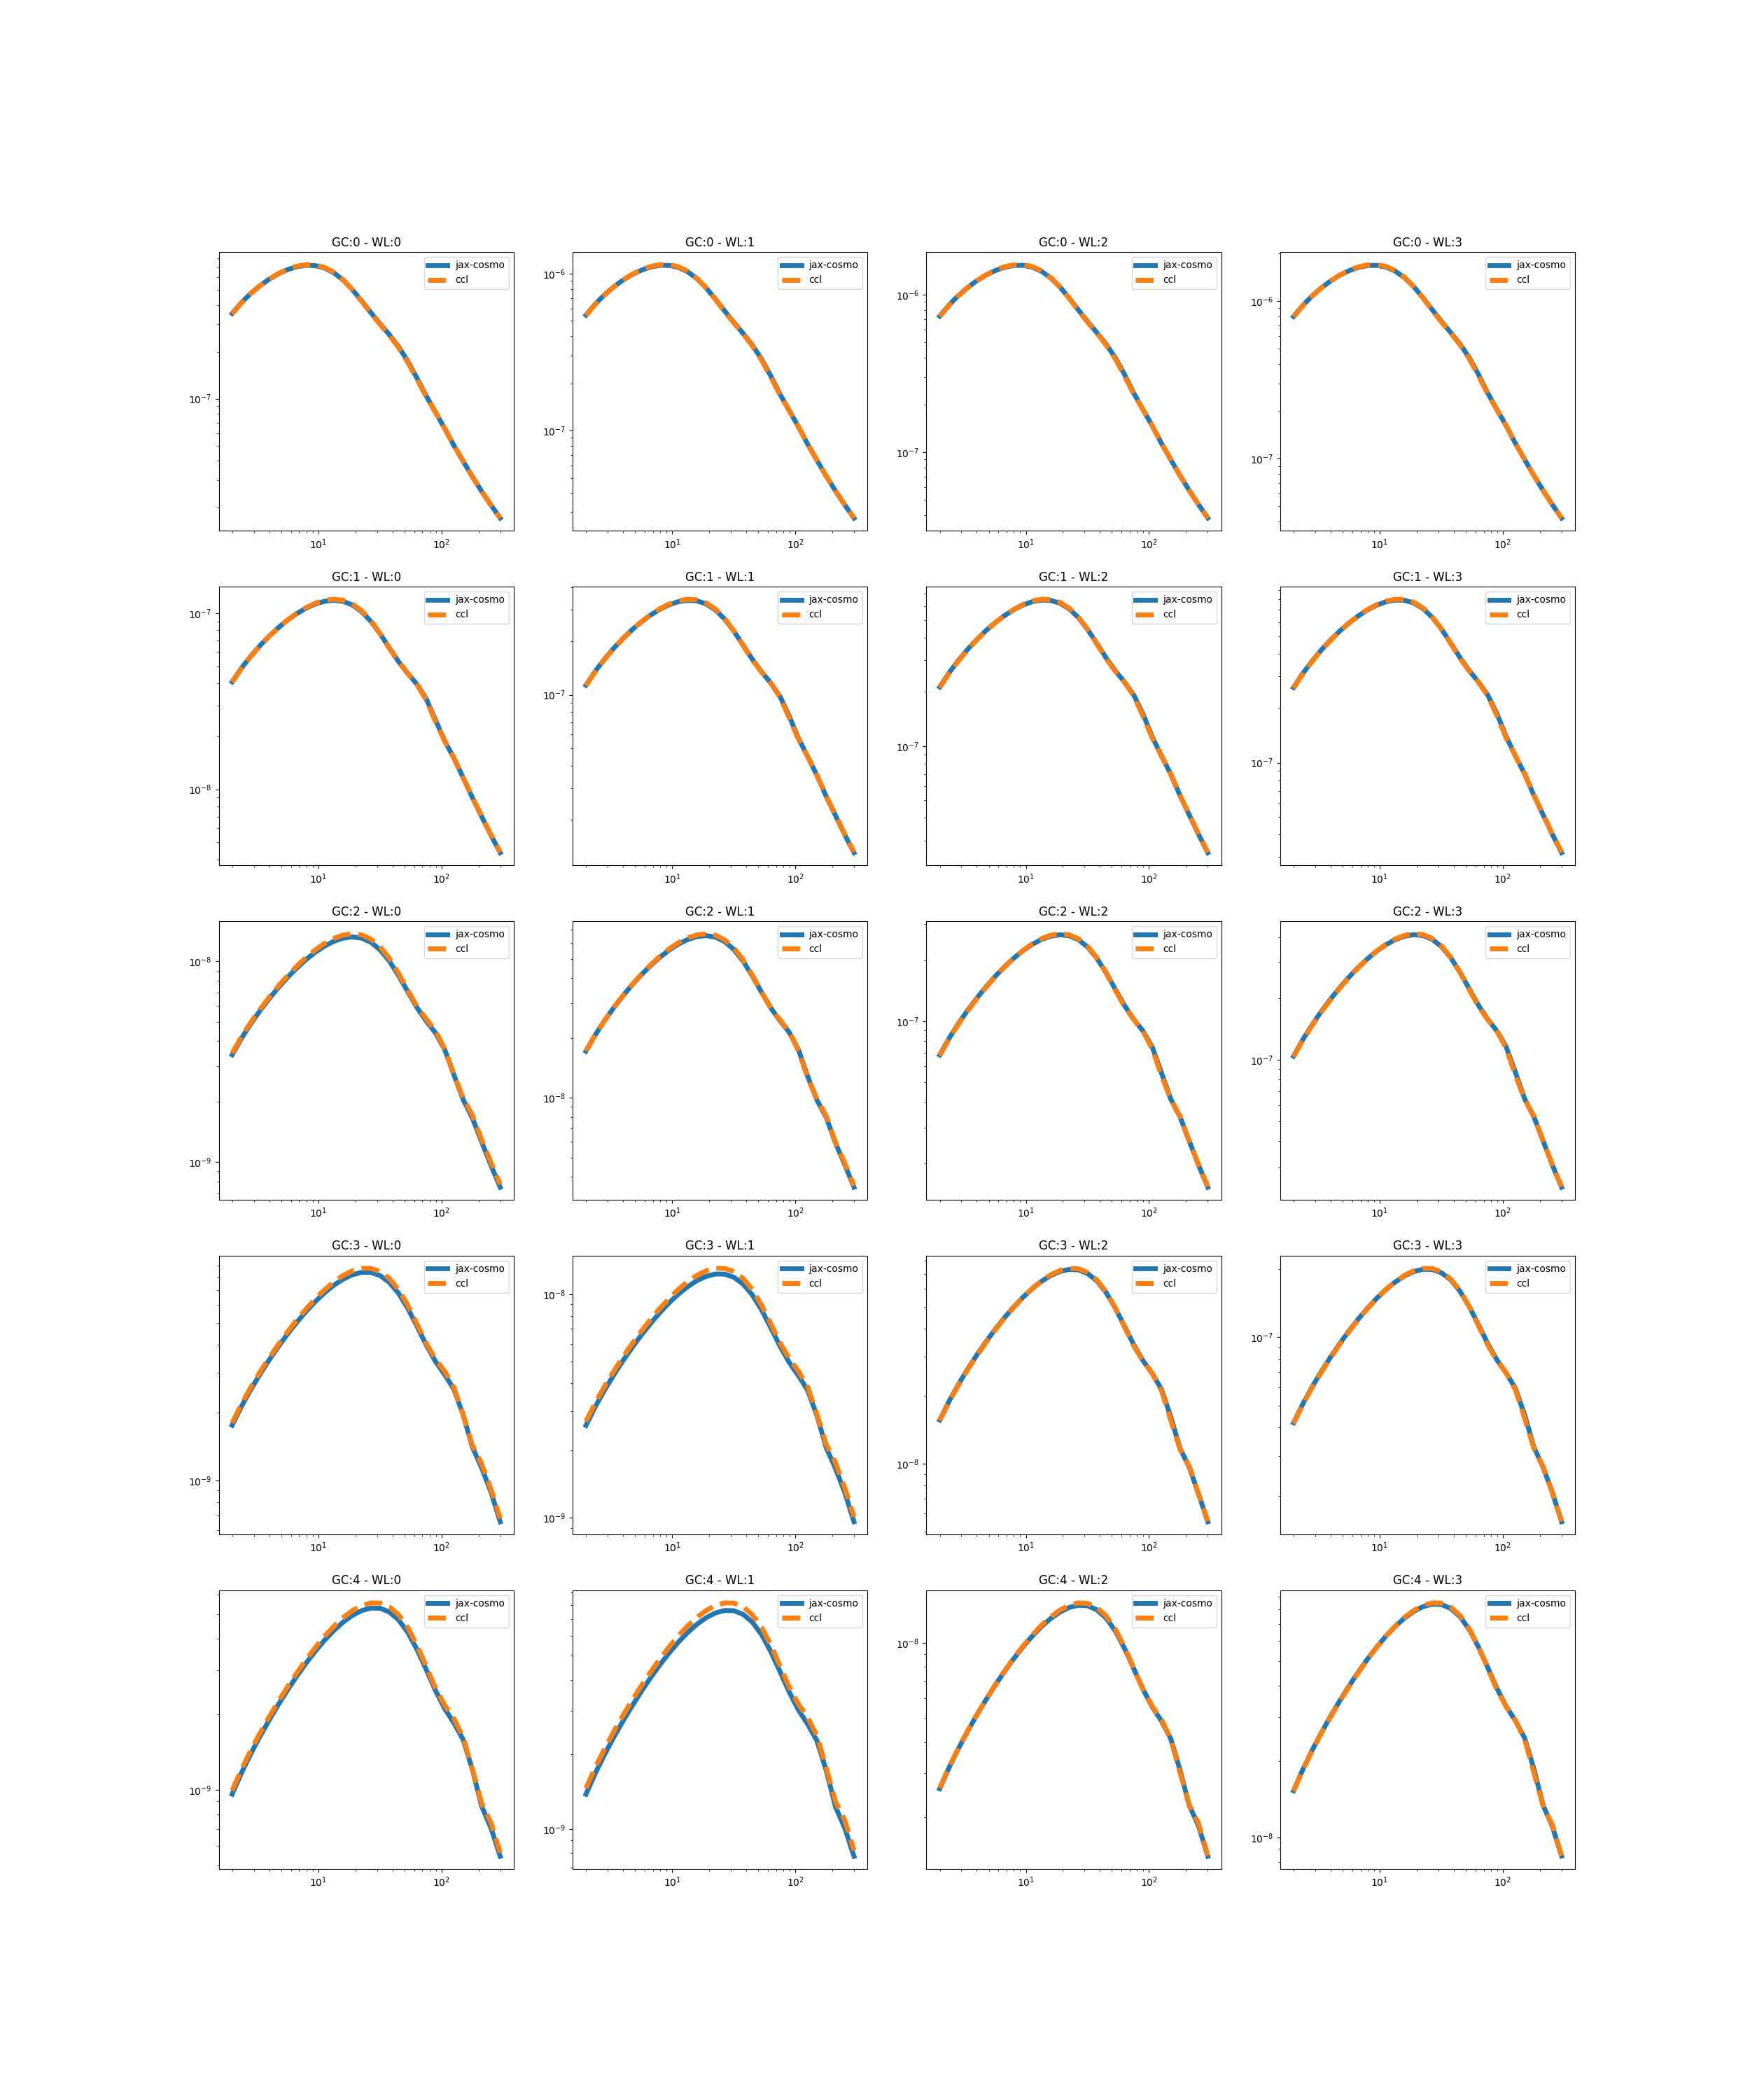 GC:0 - WL:0
jax-cosmo
ccl
10⁻⁷
10¹ 10²
GC:0 - WL:1
jax-cosmo
ccl
10⁻⁶
10⁻⁷
10¹ 10²
GC:0 - WL:2
jax-cosmo
ccl
10⁻⁶
10⁻⁷
10¹ 10²
GC:0 - WL:3
jax-cosmo
ccl
10⁻⁶
10⁻⁷
10¹ 10²
GC:1 - WL:0
jax-cosmo
ccl
10⁻⁷
10⁻⁸
10¹ 10²
GC:1 - WL:1
jax-cosmo
ccl
10⁻⁷
10¹ 10²
GC:1 - WL:2
jax-cosmo
ccl
10⁻⁷
10¹ 10²
GC:1 - WL:3
jax-cosmo
ccl
10⁻⁷
10¹ 10²
GC:2 - WL:0
jax-cosmo
ccl
10⁻⁸
10⁻⁹
10¹ 10²
GC:2 - WL:1
jax-cosmo
ccl
10⁻⁸
10¹ 10²
GC:2 - WL:2
jax-cosmo
ccl
10⁻⁷
10¹ 10²
GC:2 - WL:3
jax-cosmo
ccl
10⁻⁷
10¹ 10²
GC:3 - WL:0
jax-cosmo
ccl
10⁻⁹
10¹ 10²
GC:3 - WL:1
jax-cosmo
ccl
10⁻⁸
10⁻⁹
10¹ 10²
GC:3 - WL:2
jax-cosmo
ccl
10⁻⁸
10¹ 10²
GC:3 - WL:3
jax-cosmo
ccl
10⁻⁷
10¹ 10²
GC:4 - WL:0
jax-cosmo
ccl
10⁻⁹
10¹ 10²
GC:4 - WL:1
jax-cosmo
ccl
10⁻⁹
10¹ 10²
GC:4 - WL:2
jax-cosmo
ccl
10⁻⁸
10¹ 10²
GC:4 - WL:3
jax-cosmo
ccl
10⁻⁸
10¹ 10²